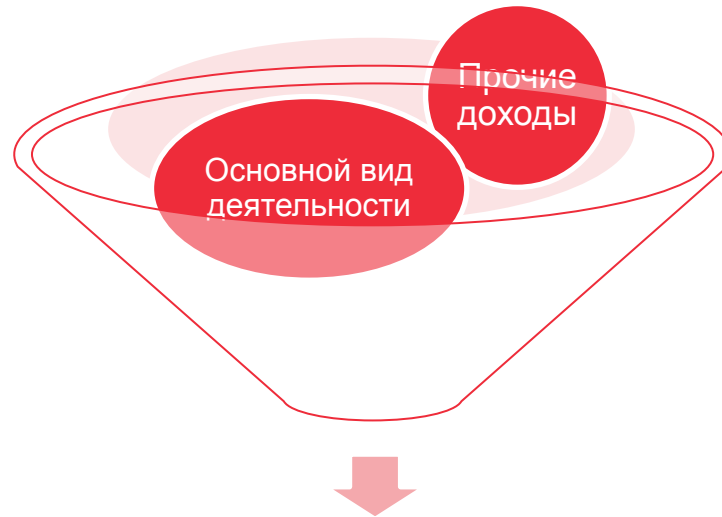 Прочие
доходы
Основной вид
деятельности